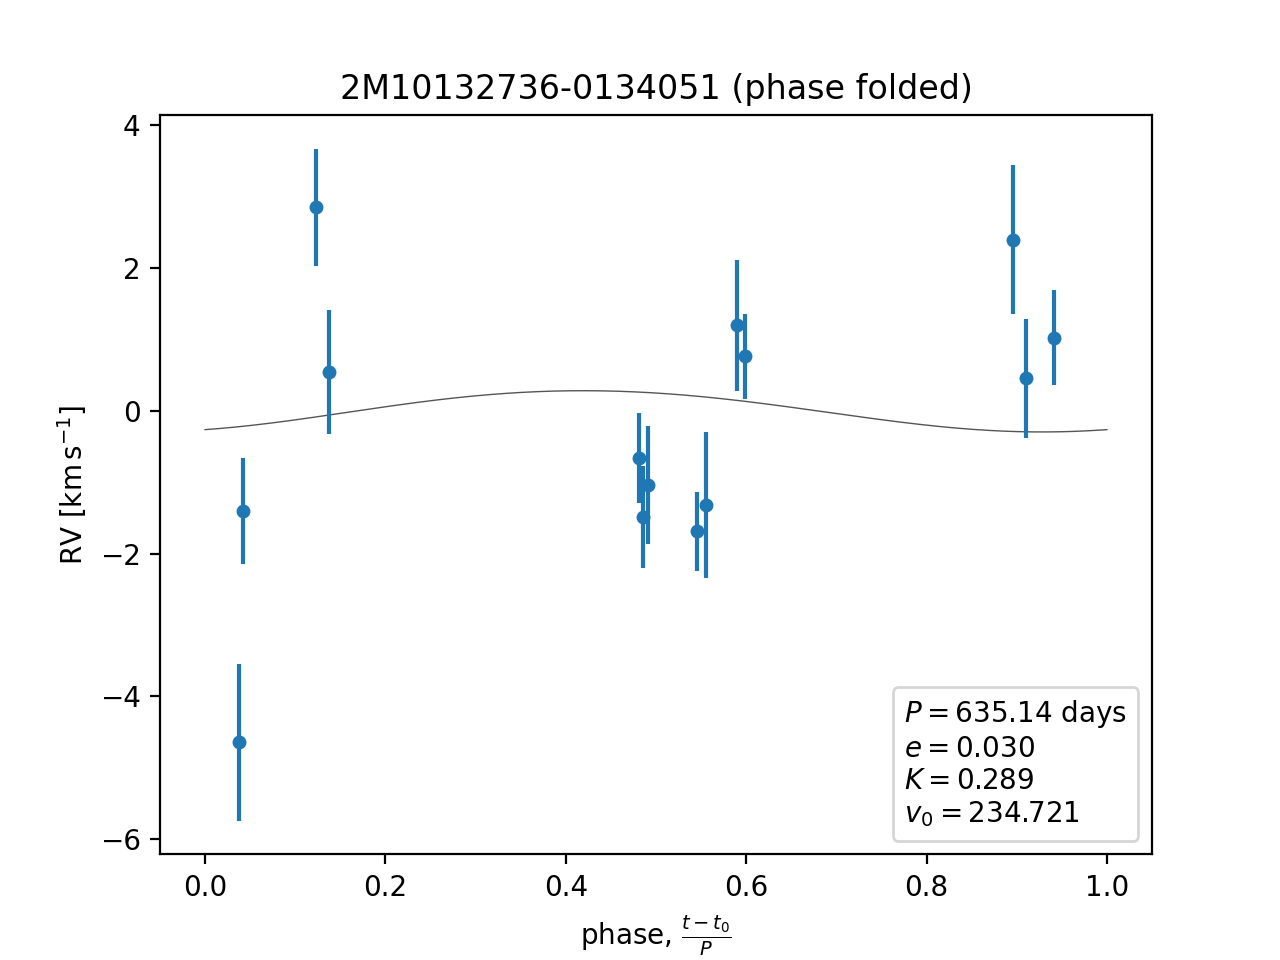 2M10132736-0134051 (phase folded)
4
2
0
−2
−4
−6
RV [km s⁻¹]
P = 635.14 days
e = 0.030
K = 0.289
v₀ = 234.721
0.0 0.2 0.4 0.6 0.8 1.0
phase, (t − t₀)/P